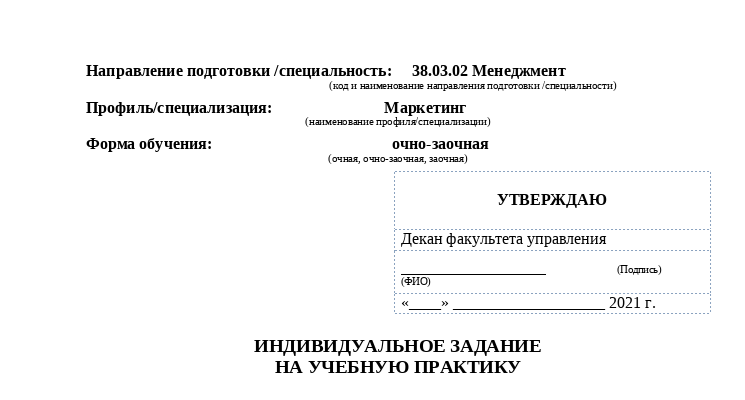 Направление подготовки /специальность: 38.03.02 Менеджмент
(код и наименование направления подготовки /специальности)
Профиль/специализация: Маркетинг
(наименование профиля/специализации)
Форма обучения: очно-заочная
(очная, очно-заочная, заочная)
УТВЕРЖДАЮ
Декан факультета управления
__________________ (Подпись)
(ФИО)
«____» ___________________ 2021 г.
ИНДИВИДУАЛЬНОЕ ЗАДАНИЕ
НА УЧЕБНУЮ ПРАКТИКУ